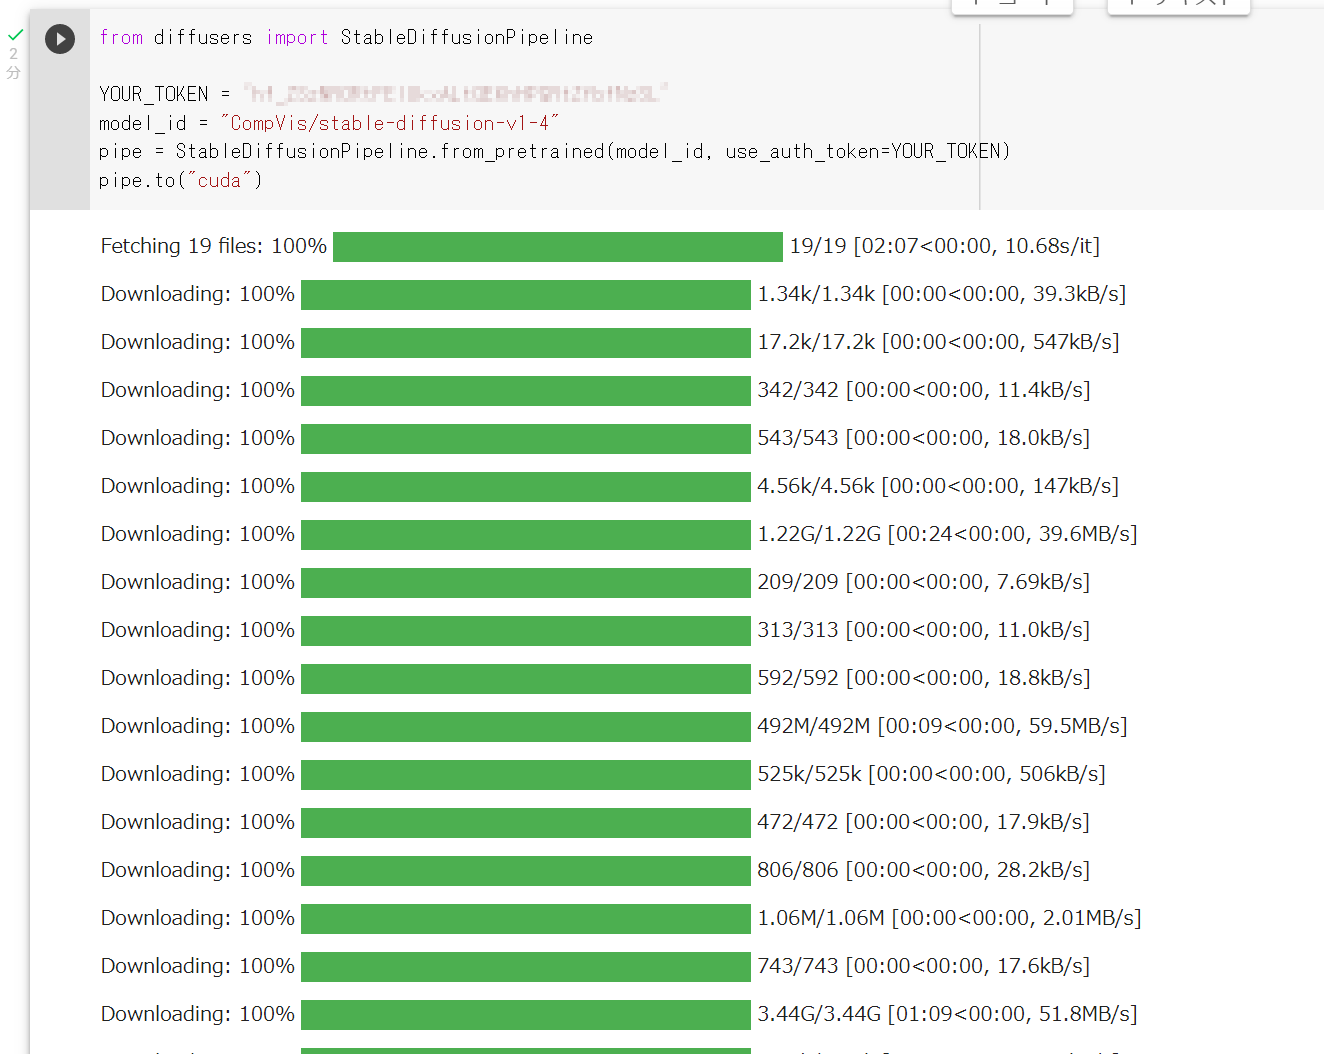 2
分
from diffusers import StableDiffusionPipeline
YOUR_TOKEN =
model_id = "CompVis/stable-diffusion-v1-4"
pipe = StableDiffusionPipeline.from_pretrained(model_id, use_auth_token=YOUR_TOKEN)
pipe.to("cuda")
Fetching 19 files: 100% 19/19 [02:07<00:00, 10.68s/it]
Downloading: 100% 1.34k/1.34k [00:00<00:00, 39.3kB/s]
Downloading: 100% 17.2k/17.2k [00:00<00:00, 547kB/s]
Downloading: 100% 342/342 [00:00<00:00, 11.4kB/s]
Downloading: 100% 543/543 [00:00<00:00, 18.0kB/s]
Downloading: 100% 4.56k/4.56k [00:00<00:00, 147kB/s]
Downloading: 100% 1.22G/1.22G [00:24<00:00, 39.6MB/s]
Downloading: 100% 209/209 [00:00<00:00, 7.69kB/s]
Downloading: 100% 313/313 [00:00<00:00, 11.0kB/s]
Downloading: 100% 592/592 [00:00<00:00, 18.8kB/s]
Downloading: 100% 492M/492M [00:09<00:00, 59.5MB/s]
Downloading: 100% 525k/525k [00:00<00:00, 506kB/s]
Downloading: 100% 472/472 [00:00<00:00, 17.9kB/s]
Downloading: 100% 806/806 [00:00<00:00, 28.2kB/s]
Downloading: 100% 1.06M/1.06M [00:00<00:00, 2.01MB/s]
Downloading: 100% 743/743 [00:00<00:00, 17.6kB/s]
Downloading: 100% 3.44G/3.44G [01:09<00:00, 51.8MB/s]